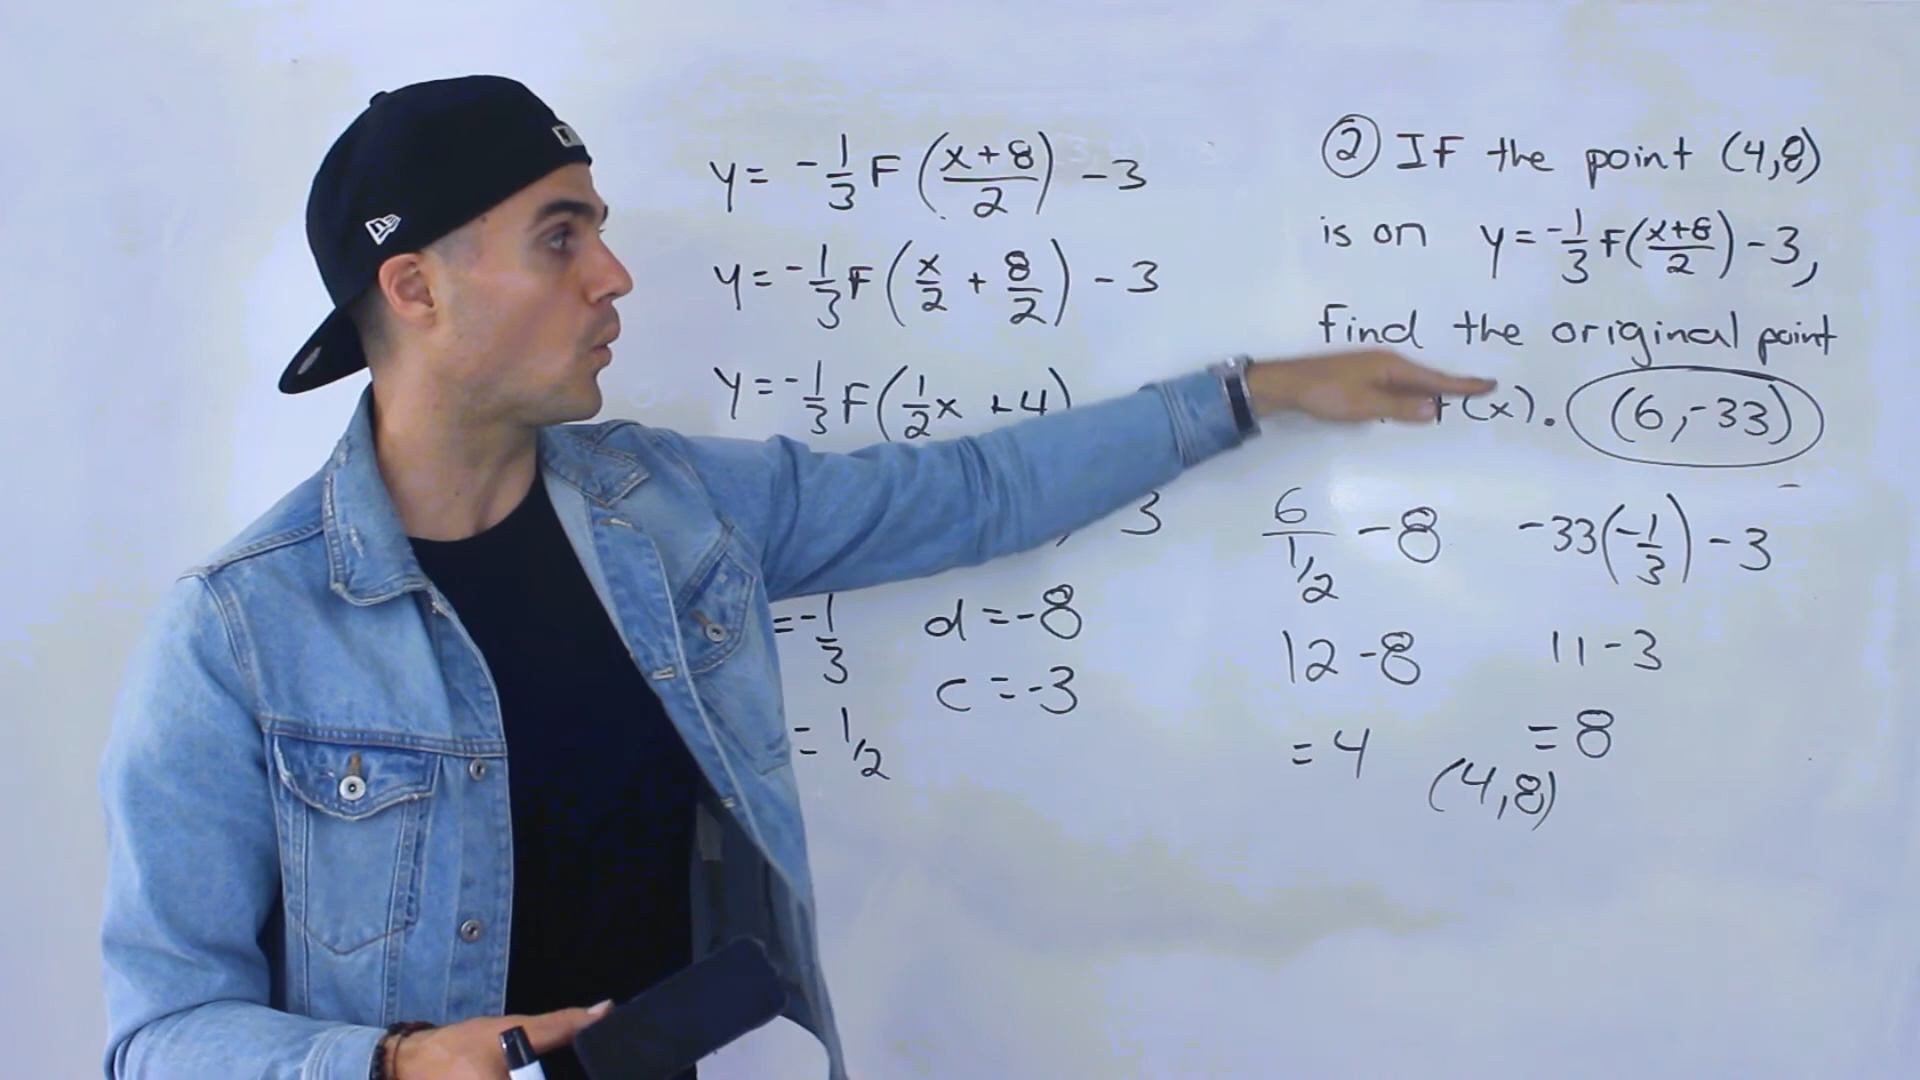 y = -1/3 F((x+8)/2) - 3
y = -1/3 F(x/2 + 8/2) - 3
y = -1/3 F(1/2 x + 4)
3
= -1/3
d = -8
c = -3
= 1/2
② IF the point (4,8)
is on y = -1/3 F((x+8)/2) - 3,
find the original point
f(x). (6,-33)
6/(1/2) - 8
-33(-1/3) - 3
12 - 8
11 - 3
= 4
= 8
(4,8)